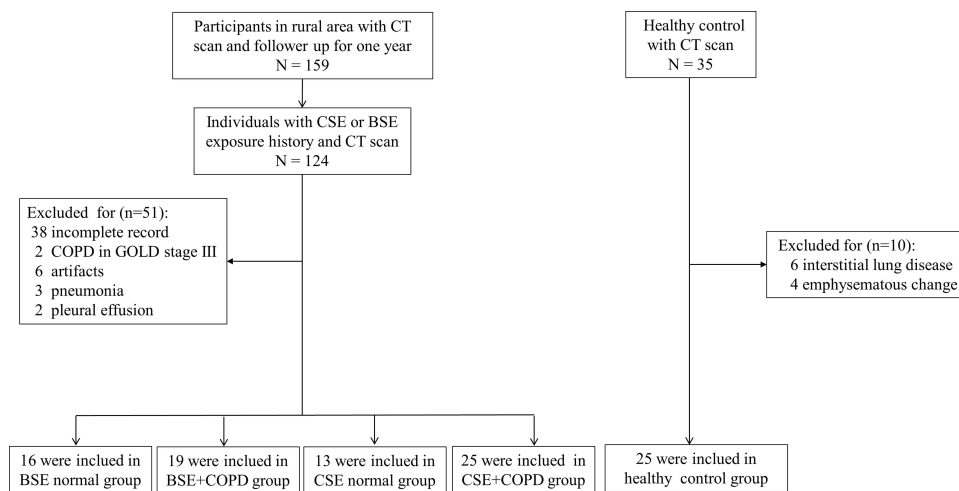 Participants in rural area with CT
scan and follower up for one year
N = 159
Healthy control
with CT scan
N = 35
Individuals with CSE or BSE
exposure history and CT scan
N = 124
Excluded for (n=51):
38 incomplete record
2 COPD in GOLD stage III
6 artifacts
3 pneumonia
2 pleural effusion
Excluded for (n=10):
6 interstitial lung disease
4 emphysematous change
16 were inclued in
BSE normal group
19 were inclued in
BSE+COPD group
13 were inclued in
CSE normal group
25 were inclued in
CSE+COPD group
25 were inclued in
healthy control group